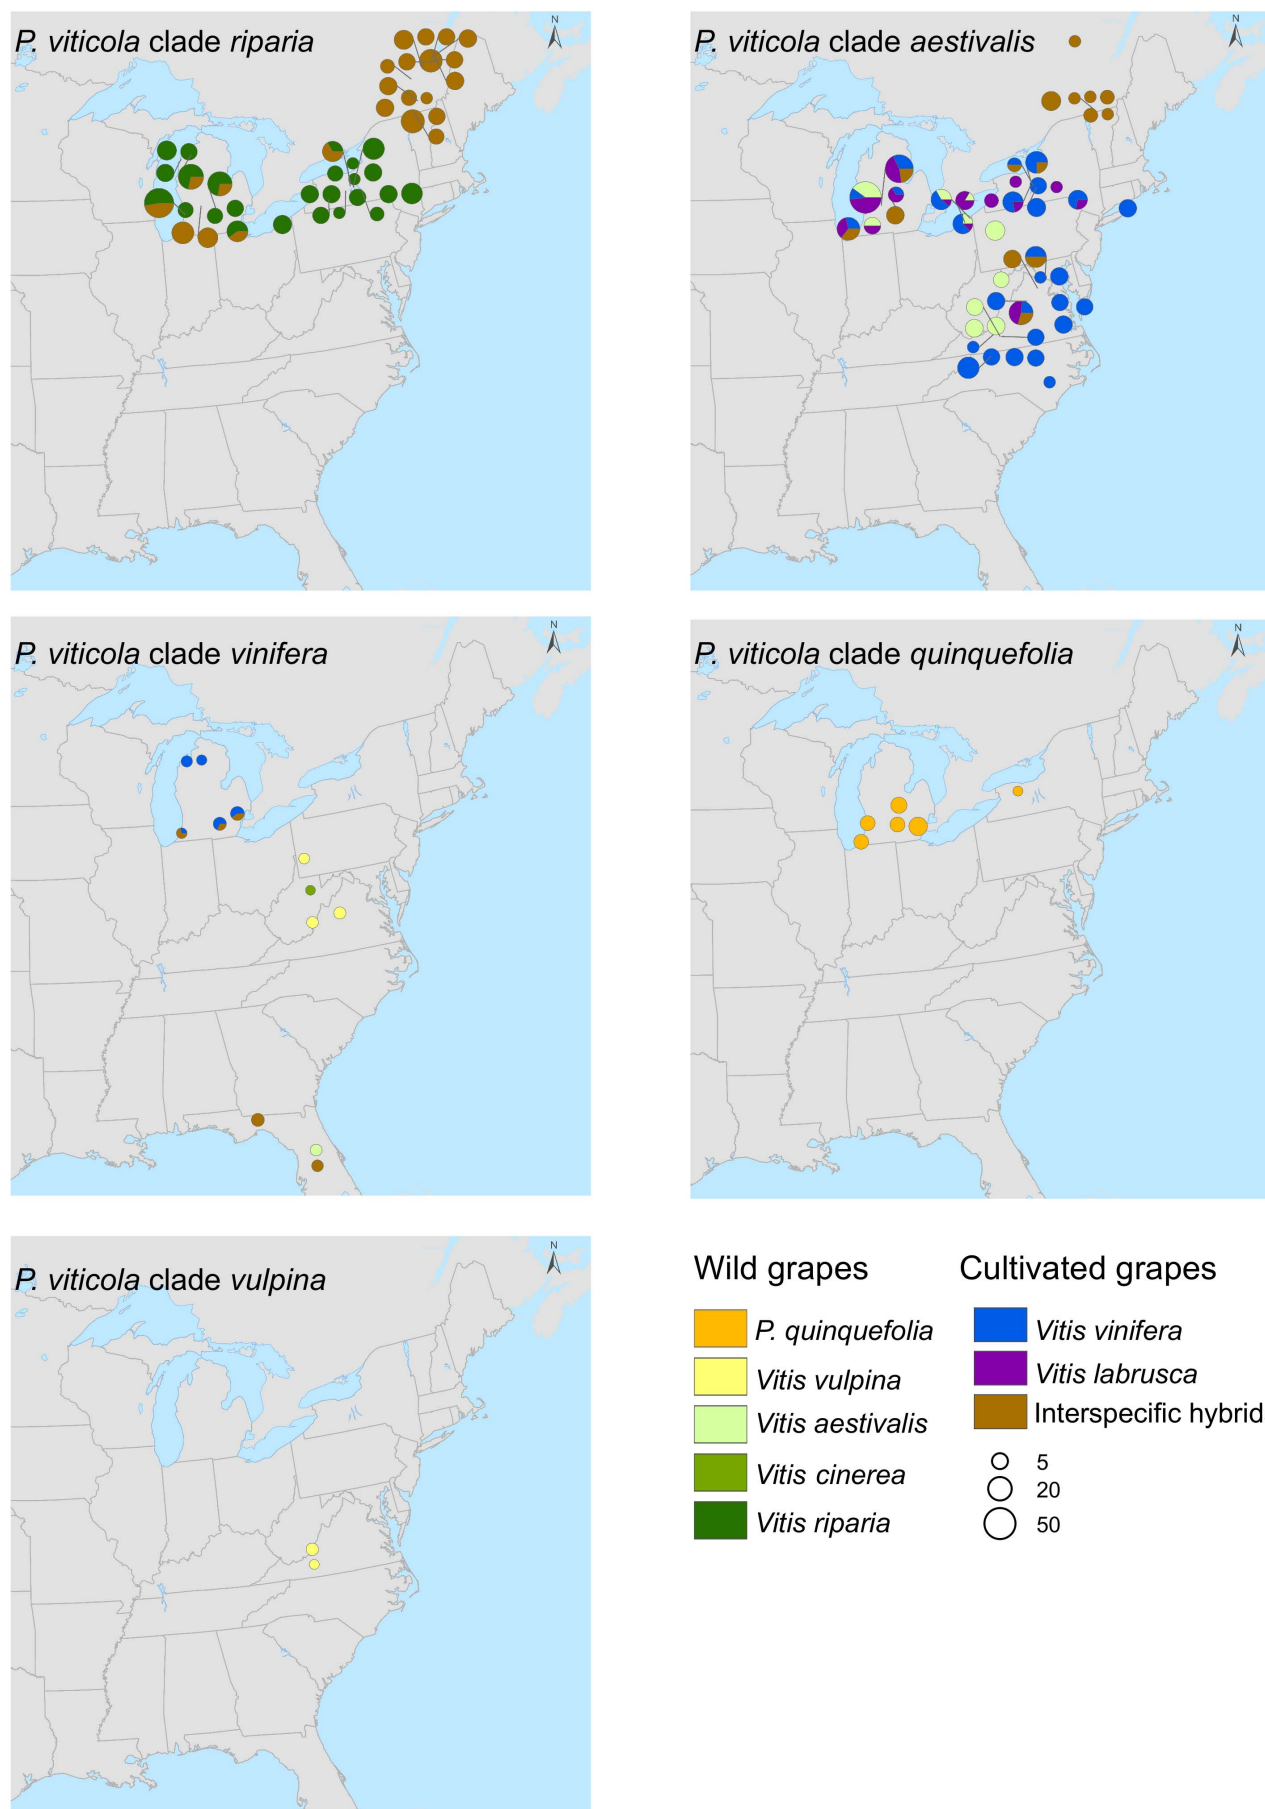 P. viticola clade riparia
N
P. viticola clade aestivalis
N
P. viticola clade vinifera
N
P. viticola clade quinquefolia
N
P. viticola clade vulpina
N
Wild grapes
P. quinquefolia
Vitis vulpina
Vitis aestivalis
Vitis cinerea
Vitis riparia
Cultivated grapes
Vitis vinifera
Vitis labrusca
Interspecific hybrid
5
20
50